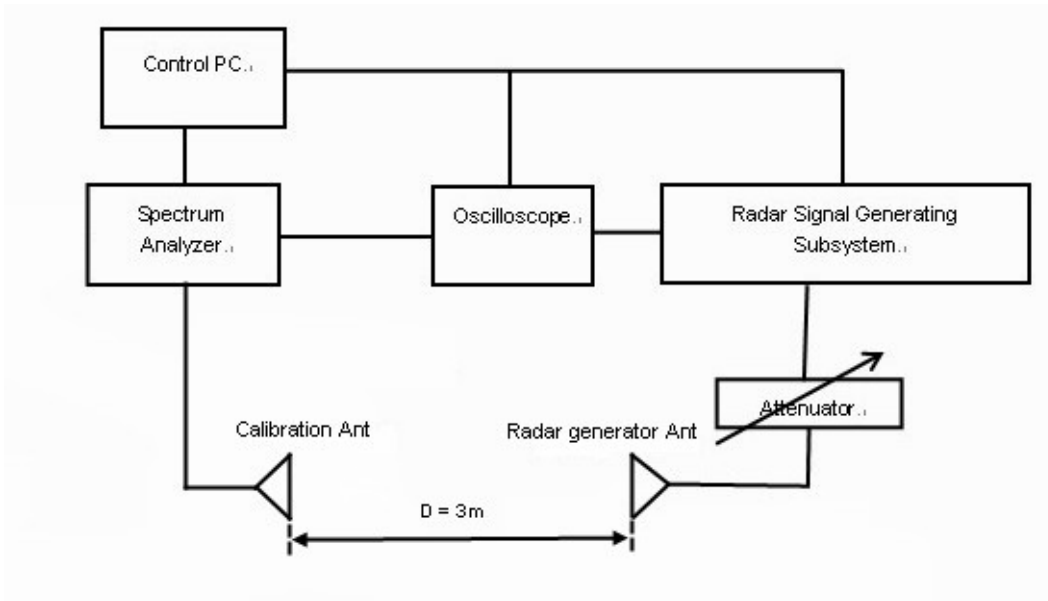 Control PC.
Spectrum
Analyzer.
Oscilloscope.
Radar Signal Generating
Subsystem.
Attenuator.
Calibration Ant
Radar generator Ant
D = 3m